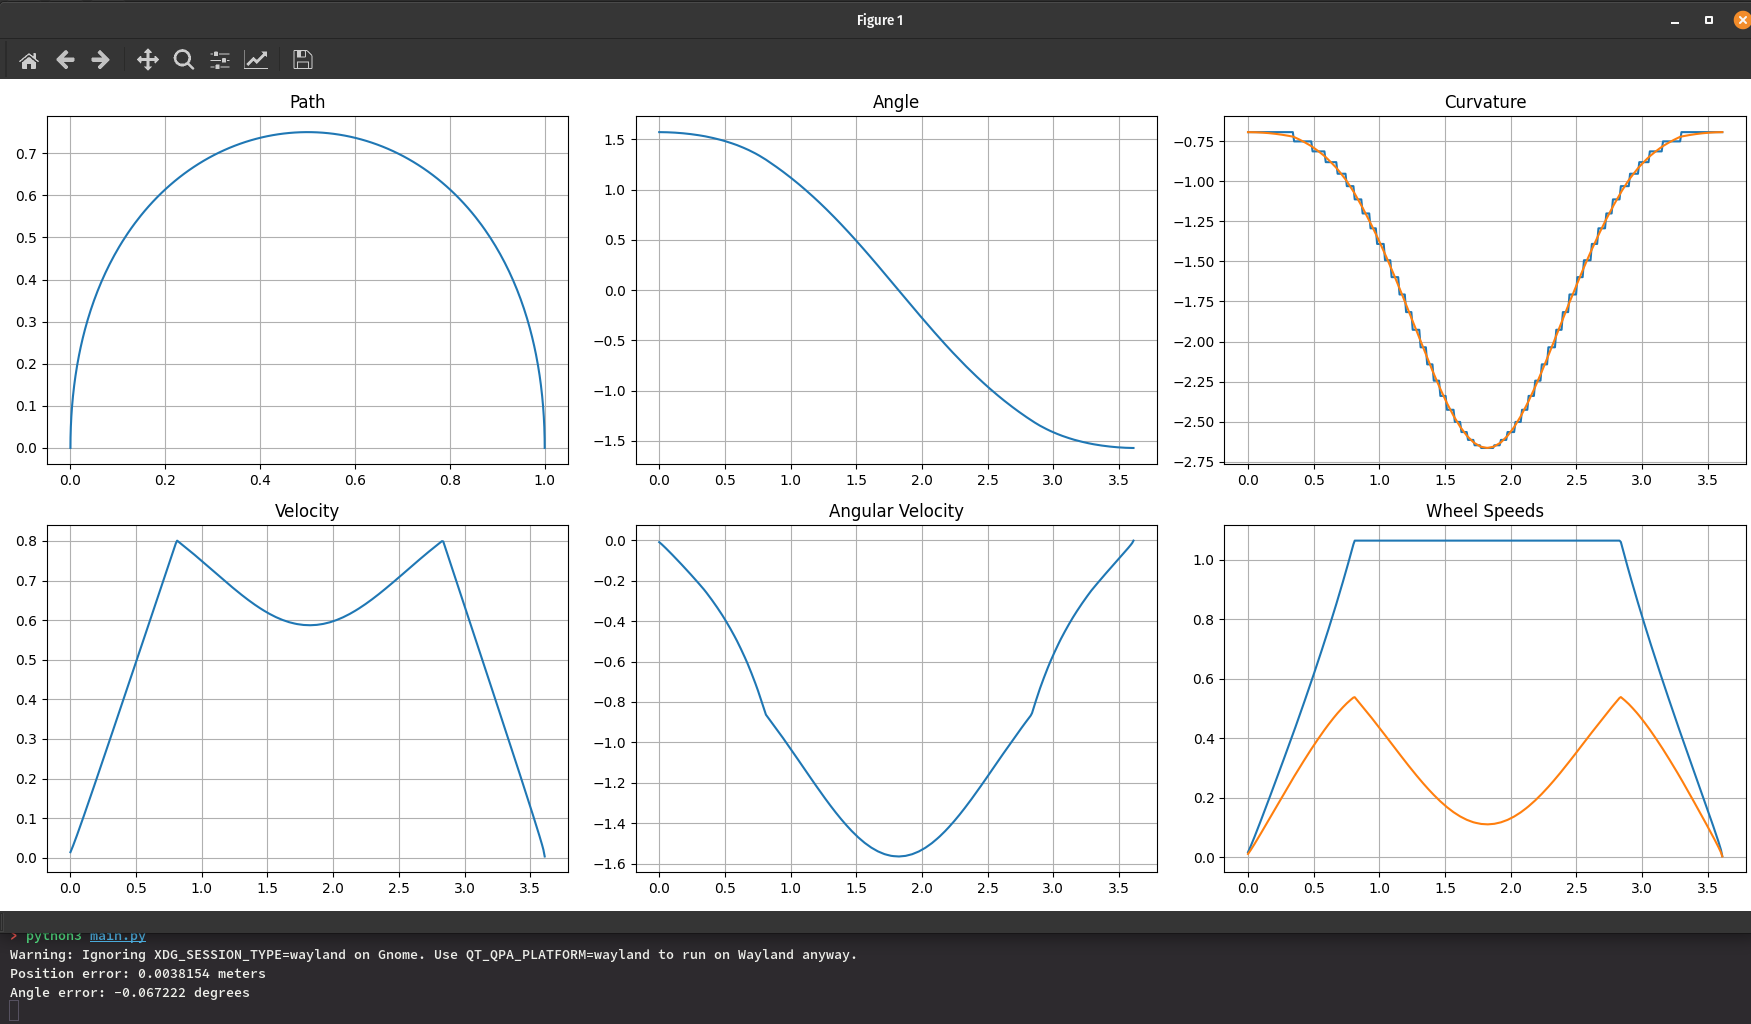 Figure 1
Path
Angle
Curvature
0.7
0.6
0.5
0.4
0.3
0.2
0.1
0.0
0.0 0.2 0.4 0.6 0.8 1.0
1.5
1.0
0.5
0.0
−0.5
−1.0
−1.5
0.0 0.5 1.0 1.5 2.0 2.5 3.0 3.5
−0.75
−1.00
−1.25
−1.50
−1.75
−2.00
−2.25
−2.50
−2.75
0.0 0.5 1.0 1.5 2.0 2.5 3.0 3.5
Velocity
Angular Velocity
Wheel Speeds
0.8
0.7
0.6
0.5
0.4
0.3
0.2
0.1
0.0
0.0 0.5 1.0 1.5 2.0 2.5 3.0 3.5
0.0
−0.2
−0.4
−0.6
−0.8
−1.0
−1.2
−1.4
−1.6
0.0 0.5 1.0 1.5 2.0 2.5 3.0 3.5
1.0
0.8
0.6
0.4
0.2
0.0
0.0 0.5 1.0 1.5 2.0 2.5 3.0 3.5
> python3 main.py
Warning: Ignoring XDG_SESSION_TYPE=wayland on Gnome. Use QT_QPA_PLATFORM=wayland to run on Wayland anyway.
Position error: 0.0038154 meters
Angle error: -0.067222 degrees